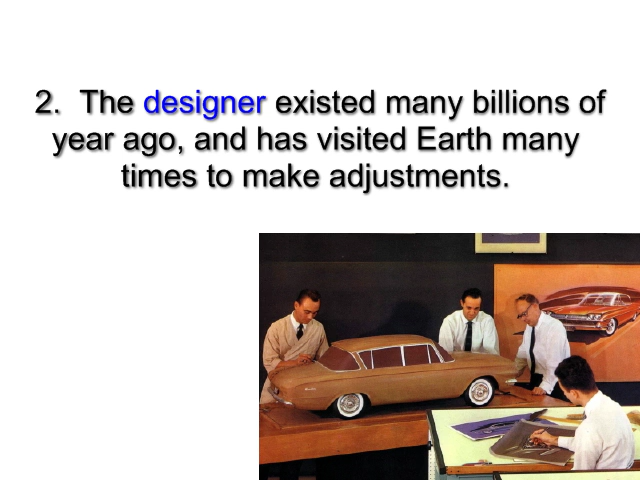 2. The designer existed many billions of
year ago, and has visited Earth many
times to make adjustments.